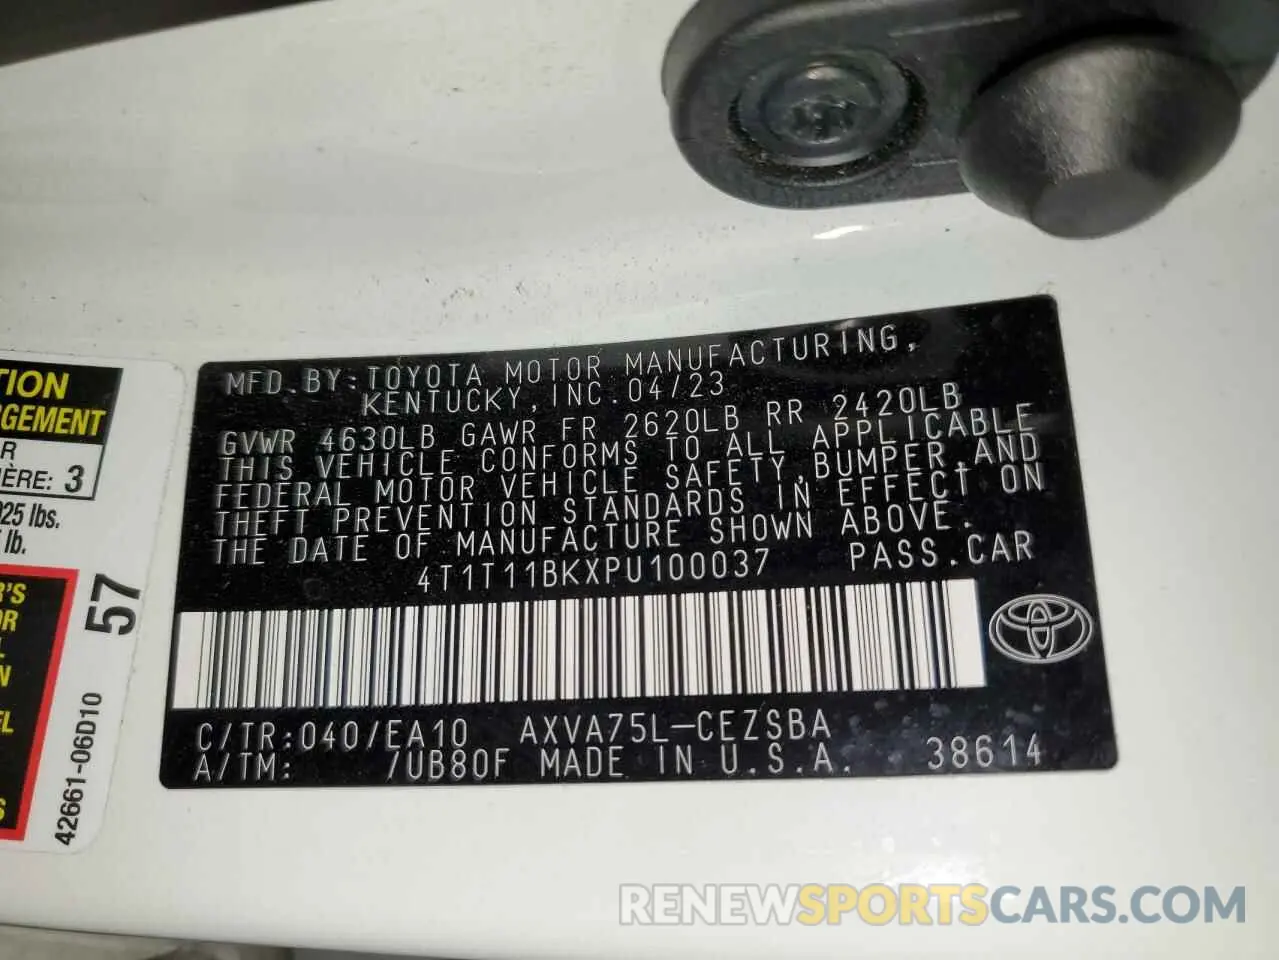 MFD. BY: TOYOTA MOTOR MANUFACTURING,
KENTUCKY, INC. 04/23
GVWR 4630LB GAWR FR 2620LB RR 2420LB
THIS VEHICLE CONFORMS TO ALL APPLICABLE
FEDERAL MOTOR VEHICLE SAFETY, BUMPER, AND
THEFT PREVENTION STANDARDS IN EFFECT ON
THE DATE OF MANUFACTURE SHOWN ABOVE.
4T1T11BKXPU100037 PASS. CAR
C/TR: 040/EA10 AXVA75L-CEZSBA
A/TM: /UB80F MADE IN U.S.A. 38614
TION
RGEMENT
R
ÈRE: 3
025 lbs.
lb.
R'S
OR
L
N
EL
S
57
42661-06D10
RENEWSPORTSCARS.COM